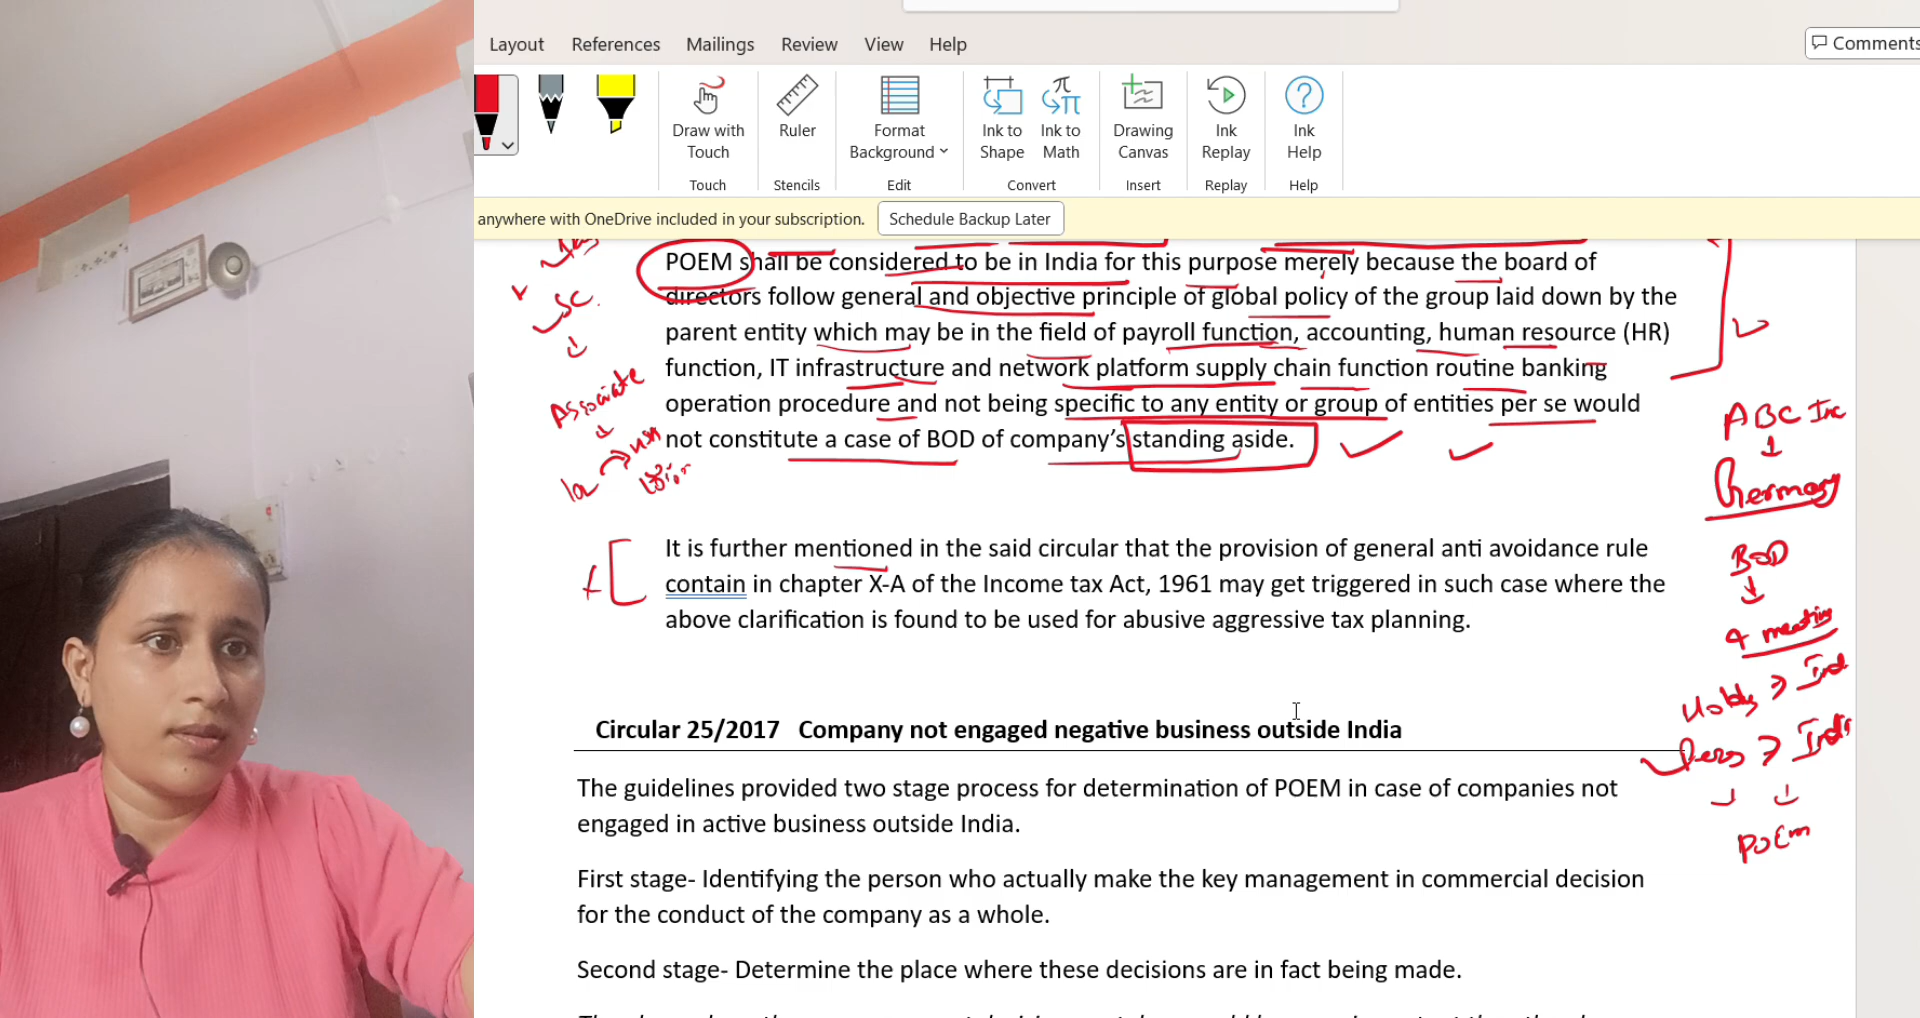 Layout References Mailings Review View Help
Comments
Draw with Touch
Ruler
Format Background
Ink to Shape
Ink to Math
Drawing Canvas
Ink Replay
Ink Help
Touch Stencils Edit Convert Insert Replay Help
anywhere with OneDrive included in your subscription. Schedule Backup Later
POEM shall be considered to be in India for this purpose merely because the board of
directors follow general and objective principle of global policy of the group laid down by the
parent entity which may be in the field of payroll function, accounting, human resource (HR)
function, IT infrastructure and network platform supply chain function routine banking
operation procedure and not being specific to any entity or group of entities per se would
not constitute a case of BOD of company's standing aside.
SC.
Associate
ABC Inc
Germany
BOD
4 meeting
Ind
POEM
It is further mentioned in the said circular that the provision of general anti avoidance rule
contain in chapter X-A of the Income tax Act, 1961 may get triggered in such case where the
above clarification is found to be used for abusive aggressive tax planning.
Circular 25/2017 Company not engaged negative business outside India
The guidelines provided two stage process for determination of POEM in case of companies not
engaged in active business outside India.
First stage- Identifying the person who actually make the key management in commercial decision
for the conduct of the company as a whole.
Second stage- Determine the place where these decisions are in fact being made.